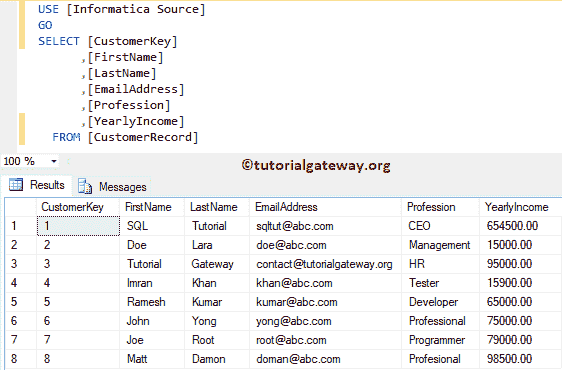 USE [Informatica Source]
GO
SELECT [CustomerKey]
,[FirstName]
,[LastName]
,[EmailAddress]
,[Profession]
,[YearlyIncome]
FROM [CustomerRecord]
100 %
©tutorialgateway.org
Results Messages
CustomerKey FirstName LastName EmailAddress Profession YearlyIncome
1 1 SQL Tutorial sqltut@abc.com CEO 654500.00
2 2 Doe Lara doe@abc.com Management 15000.00
3 3 Tutorial Gateway contact@tutorialgateway.org HR 95000.00
4 4 Imran Khan khan@abc.com Tester 15900.00
5 5 Ramesh Kumar kumar@abc.com Developer 65000.00
6 6 John Yong yong@abc.com Professional 75000.00
7 7 Joe Root root@abc.com Programmer 79000.00
8 8 Matt Damon doman@abc.com Profesional 98500.00